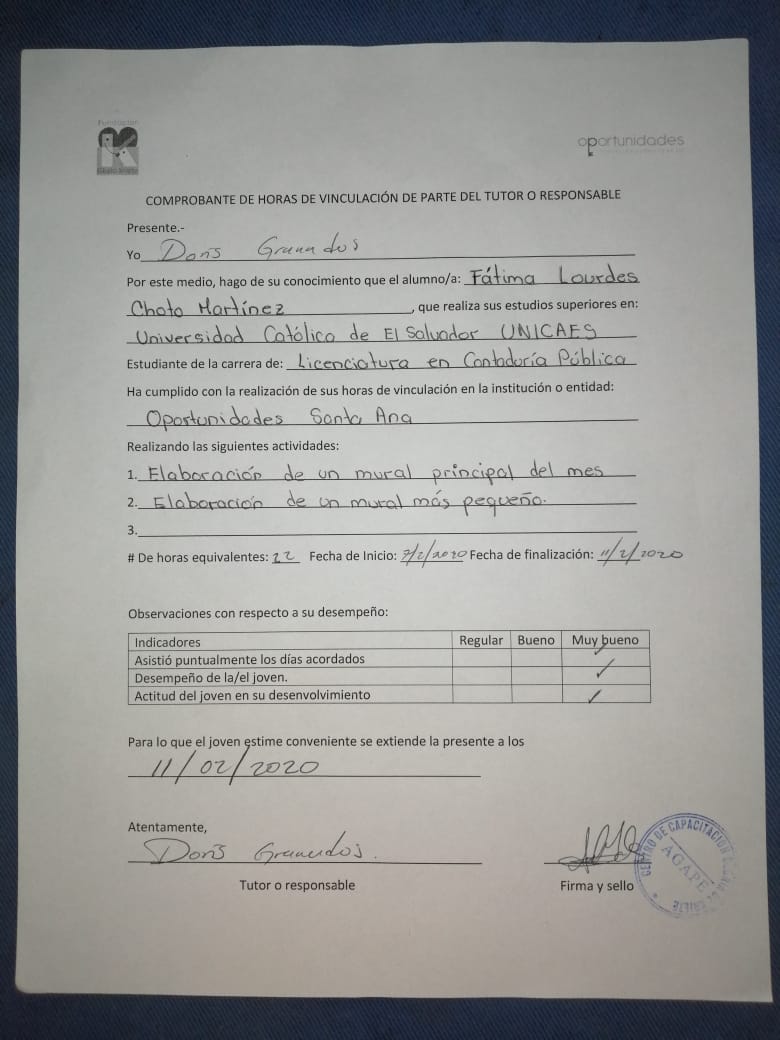 Fundación
oportunidades
COMPROBANTE DE HORAS DE VINCULACIÓN DE PARTE DEL TUTOR O RESPONSABLE
Presente.-
Yo Doris Granados
Por este medio, hago de su conocimiento que el alumno/a: Fátima Lourdes
Choto Martínez, que realiza sus estudios superiores en:
Universidad Católica de El Salvador UNICAES
Estudiante de la carrera de: Licenciatura en Contaduría Pública
Ha cumplido con la realización de sus horas de vinculación en la institución o entidad:
Oportunidades Santa Ana
Realizando las siguientes actividades:
1. Elaboración de un mural principal del mes
2. Elaboración de un mural más pequeño.
3.
# De horas equivalentes: 22 Fecha de Inicio: 7/2/2020 Fecha de finalización: 11/2/2020
Observaciones con respecto a su desempeño:
Indicadores Regular Bueno Muy bueno
Asistió puntualmente los días acordados
Desempeño de la/el joven.
Actitud del joven en su desenvolvimiento
Para lo que el joven estime conveniente se extiende la presente a los
11/02/2020
Atentamente,
Doris Granados.
Tutor o responsable
Firma y sello
CENTRO DE CAPACITACIÓN
AGAPE